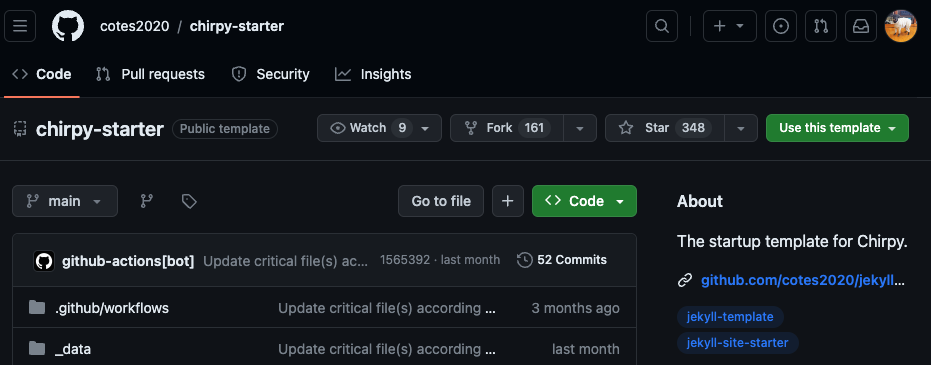 cotes2020 / chirpy-starter
Code Pull requests Security Insights
chirpy-starter Public template Watch 9 Fork 161 Star 348 Use this template
main Go to file Code
About
The startup template for Chirpy.
github-actions[bot] Update critical file(s) ac... 1565392 · last month 52 Commits
github.com/cotes2020/jekyll...
.github/workflows Update critical file(s) according ... 3 months ago
jekyll-template
jekyll-site-starter
_data Update critical file(s) according ... last month